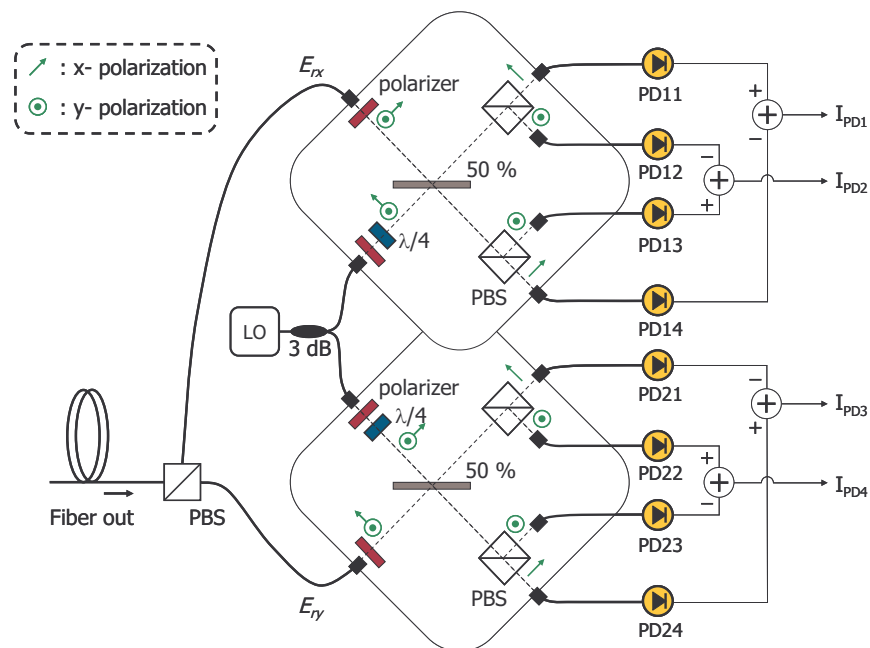 : x- polarization
: y- polarization
E_rx
polarizer
50 %
λ/4
PBS
PD11
PD12
PD13
PD14
+
−
+
I_PD1
−
+
+
I_PD2
LO
3 dB
polarizer
λ/4
50 %
PBS
PD21
PD22
PD23
PD24
−
+
+
I_PD3
+
+
−
I_PD4
Fiber out
PBS
E_ry